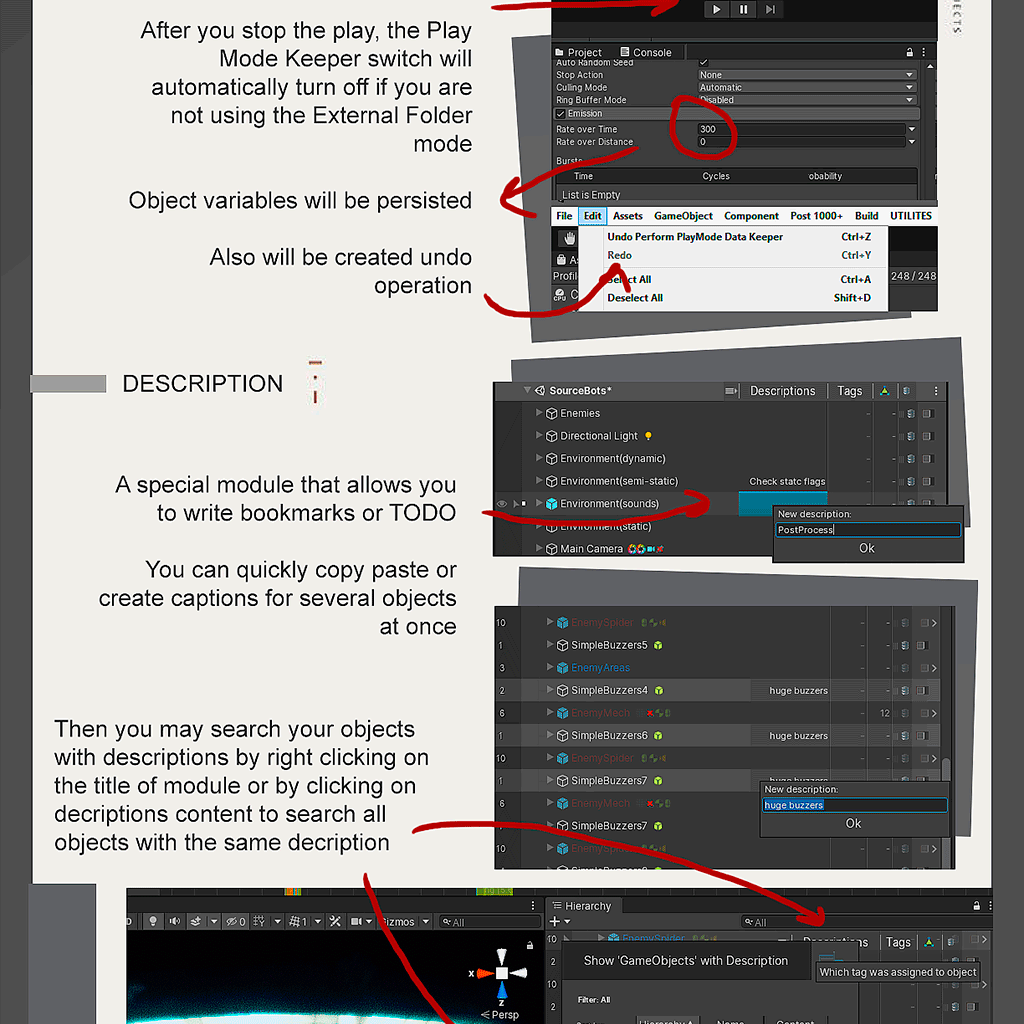 After you stop the play, the Play
Mode Keeper switch will
automatically turn off if you are
not using the External Folder
mode
Object variables will be persisted
Also will be created undo
operation
Project
Console
Auto Random Seed
Stop Action None
Culling Mode Automatic
Ring Buffer Mode Disabled
Emission
Rate over Time 300
Rate over Distance 0
Bursts
Time Cycles obability
List is Empty
File Edit Assets GameObject Component Post 1000+ Build UTILITES
Undo Perform PlayMode Data Keeper Ctrl+Z
Redo Ctrl+Y
Select All Ctrl+A
Deselect All Shift+D
248 / 248
CPU
DESCRIPTION
A special module that allows you
to write bookmarks or TODO
You can quickly copy paste or
create captions for several objects
at once
SourceBots* Descriptions Tags
Enemies
Directional Light
Environment(dynamic)
Environment(semi-static) Check statc flags
Environment(sounds)
Environment(static)
Main Camera
New description:
PostProcess
Ok
10 EnemySpider
1 SimpleBuzzers5
3 EnemyAreas
2 SimpleBuzzers4 huge buzzers
6 EnemyMech 12
1 SimpleBuzzers6 huge buzzers
10 EnemySpider
1 SimpleBuzzers7 huge buzzers
6 EnemyMech
1 SimpleBuzzers7
10 EnemySpider
New description:
huge buzzers
Ok
Then you may search your objects
with descriptions by right clicking on
the title of module or by clicking on
decriptions content to search all
objects with the same decription
0 Gizmos All
1
x
z
Persp
Hierarchy
All
10 EnemySpider Descriptions Tags
2
10
2
Show 'GameObjects' with Description
Which tag was assigned to object
Filter: All
Hierarchy Name Content